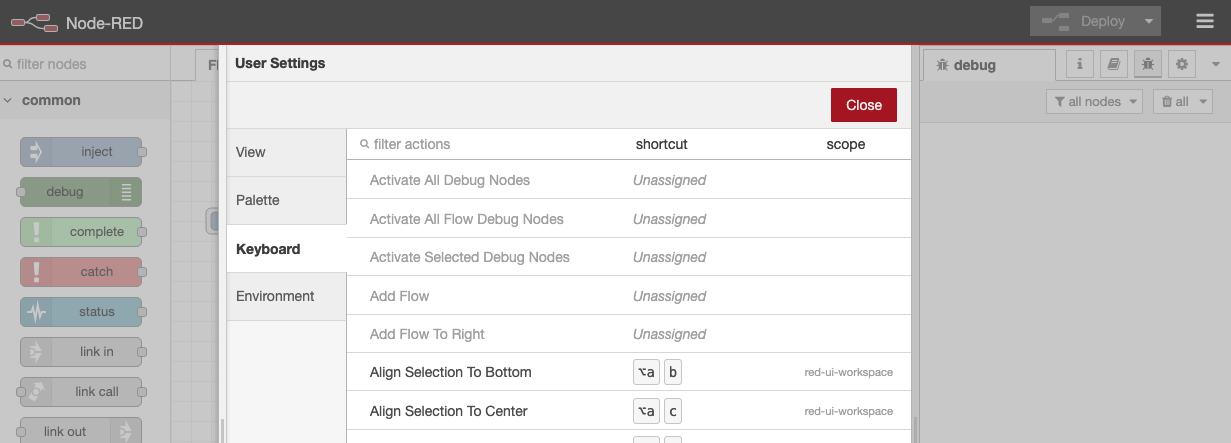 Node-RED
Deploy
filter nodes
common
inject
debug
complete
catch
status
link in
link call
link out
User Settings
Close
View
Palette
Keyboard
Environment
filter actions shortcut scope
Activate All Debug Nodes Unassigned
Activate All Flow Debug Nodes Unassigned
Activate Selected Debug Nodes Unassigned
Add Flow Unassigned
Add Flow To Right Unassigned
Align Selection To Bottom ⌥a b red-ui-workspace
Align Selection To Center ⌥a c red-ui-workspace
debug
all nodes
all